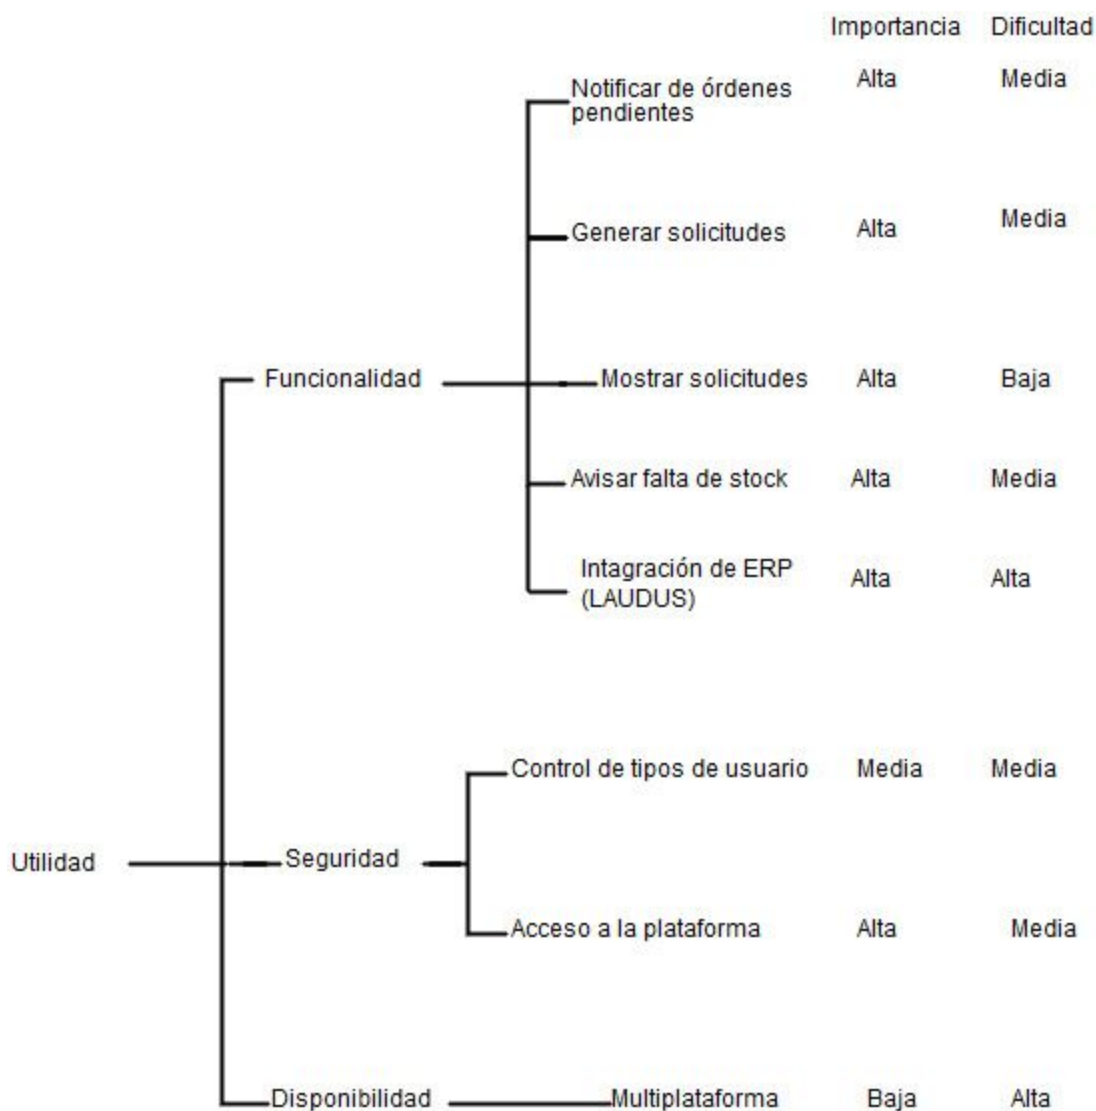 Importancia Dificultad
Notificar de órdenes Alta Media
pendientes
Generar solicitudes Alta Media
Funcionalidad Mostrar solicitudes Alta Baja
Avisar falta de stock Alta Media
Intagración de ERP Alta Alta
(LAUDUS)
Control de tipos de usuario Media Media
Utilidad Seguridad
Acceso a la plataforma Alta Media
Disponibilidad Multiplataforma Baja Alta